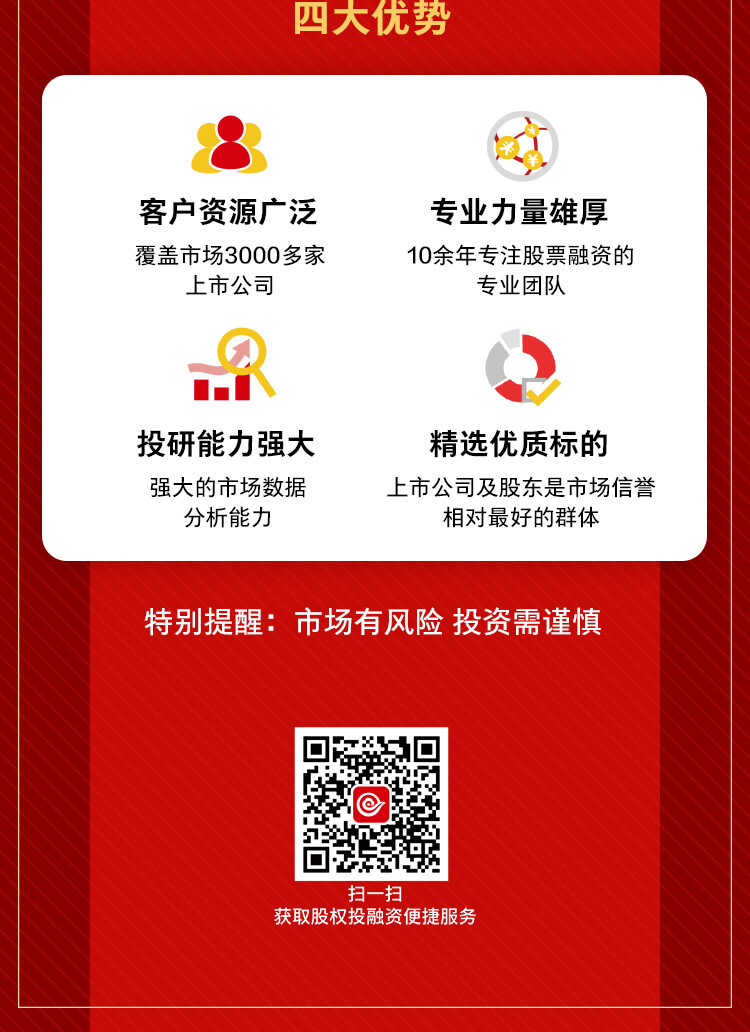 四大优势
客户资源广泛
覆盖市场3000多家
上市公司
专业力量雄厚
10余年专注股票融资的
专业团队
投研能力强大
强大的市场数据
分析能力
精选优质标的
上市公司及股东是市场信誉
相对最好的群体
特别提醒：市场有风险 投资需谨慎
扫一扫
获取股权投融资便捷服务